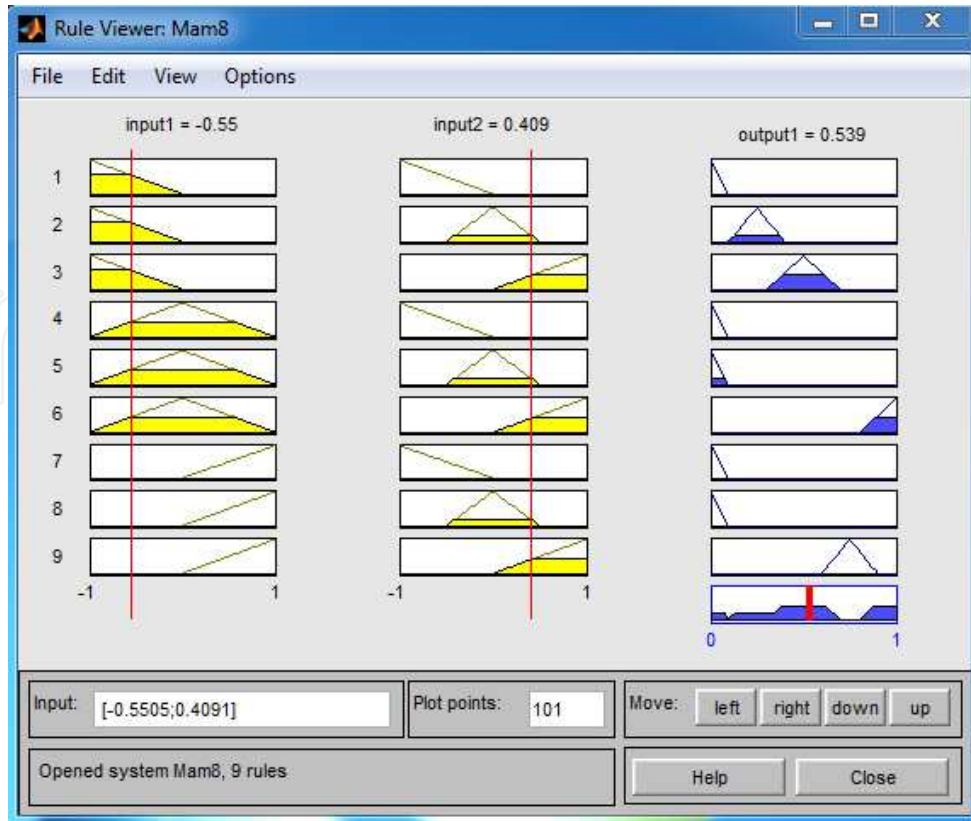 Rule Viewer: Mam8
File Edit View Options
input1 = -0.55
input2 = 0.409
output1 = 0.539
1
2
3
4
5
6
7
8
9
-1 1
-1 1
0 1
Input: [-0.5505;0.4091]
Plot points: 101
Move: left right down up
Opened system Mam8, 9 rules
Help Close